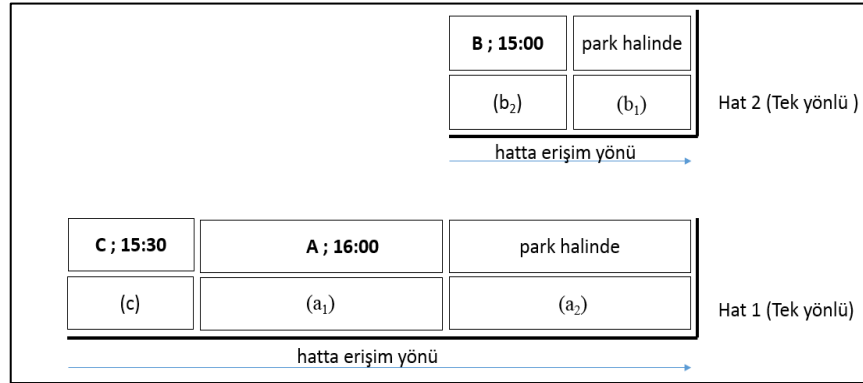 B ; 15:00 park halinde
(b₂) (b₁) Hat 2 (Tek yönlü )
hatta erişim yönü
C ; 15:30 A ; 16:00 park halinde
(c) (a₁) (a₂) Hat 1 (Tek yönlü)
hatta erişim yönü